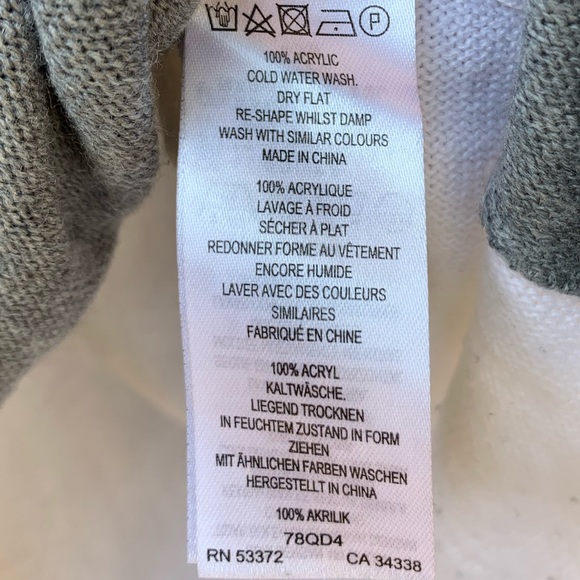 P
100% ACRYLIC
COLD WATER WASH.
DRY FLAT
RE-SHAPE WHILST DAMP
WASH WITH SIMILAR COLOURS
MADE IN CHINA
100% ACRYLIQUE
LAVAGE À FROID
SÉCHER À PLAT
REDONNER FORME AU VÊTEMENT
ENCORE HUMIDE
LAVER AVEC DES COULEURS
SIMILAIRES
FABRIQUÉ EN CHINE
100% ACRYL
KALTWÄSCHE.
LIEGEND TROCKNEN
IN FEUCHTEM ZUSTAND IN FORM
ZIEHEN
MIT ÄHNLICHEN FARBEN WASCHEN
HERGESTELLT IN CHINA
100% AKRILIK
78QD4
RN 53372 CA 34338